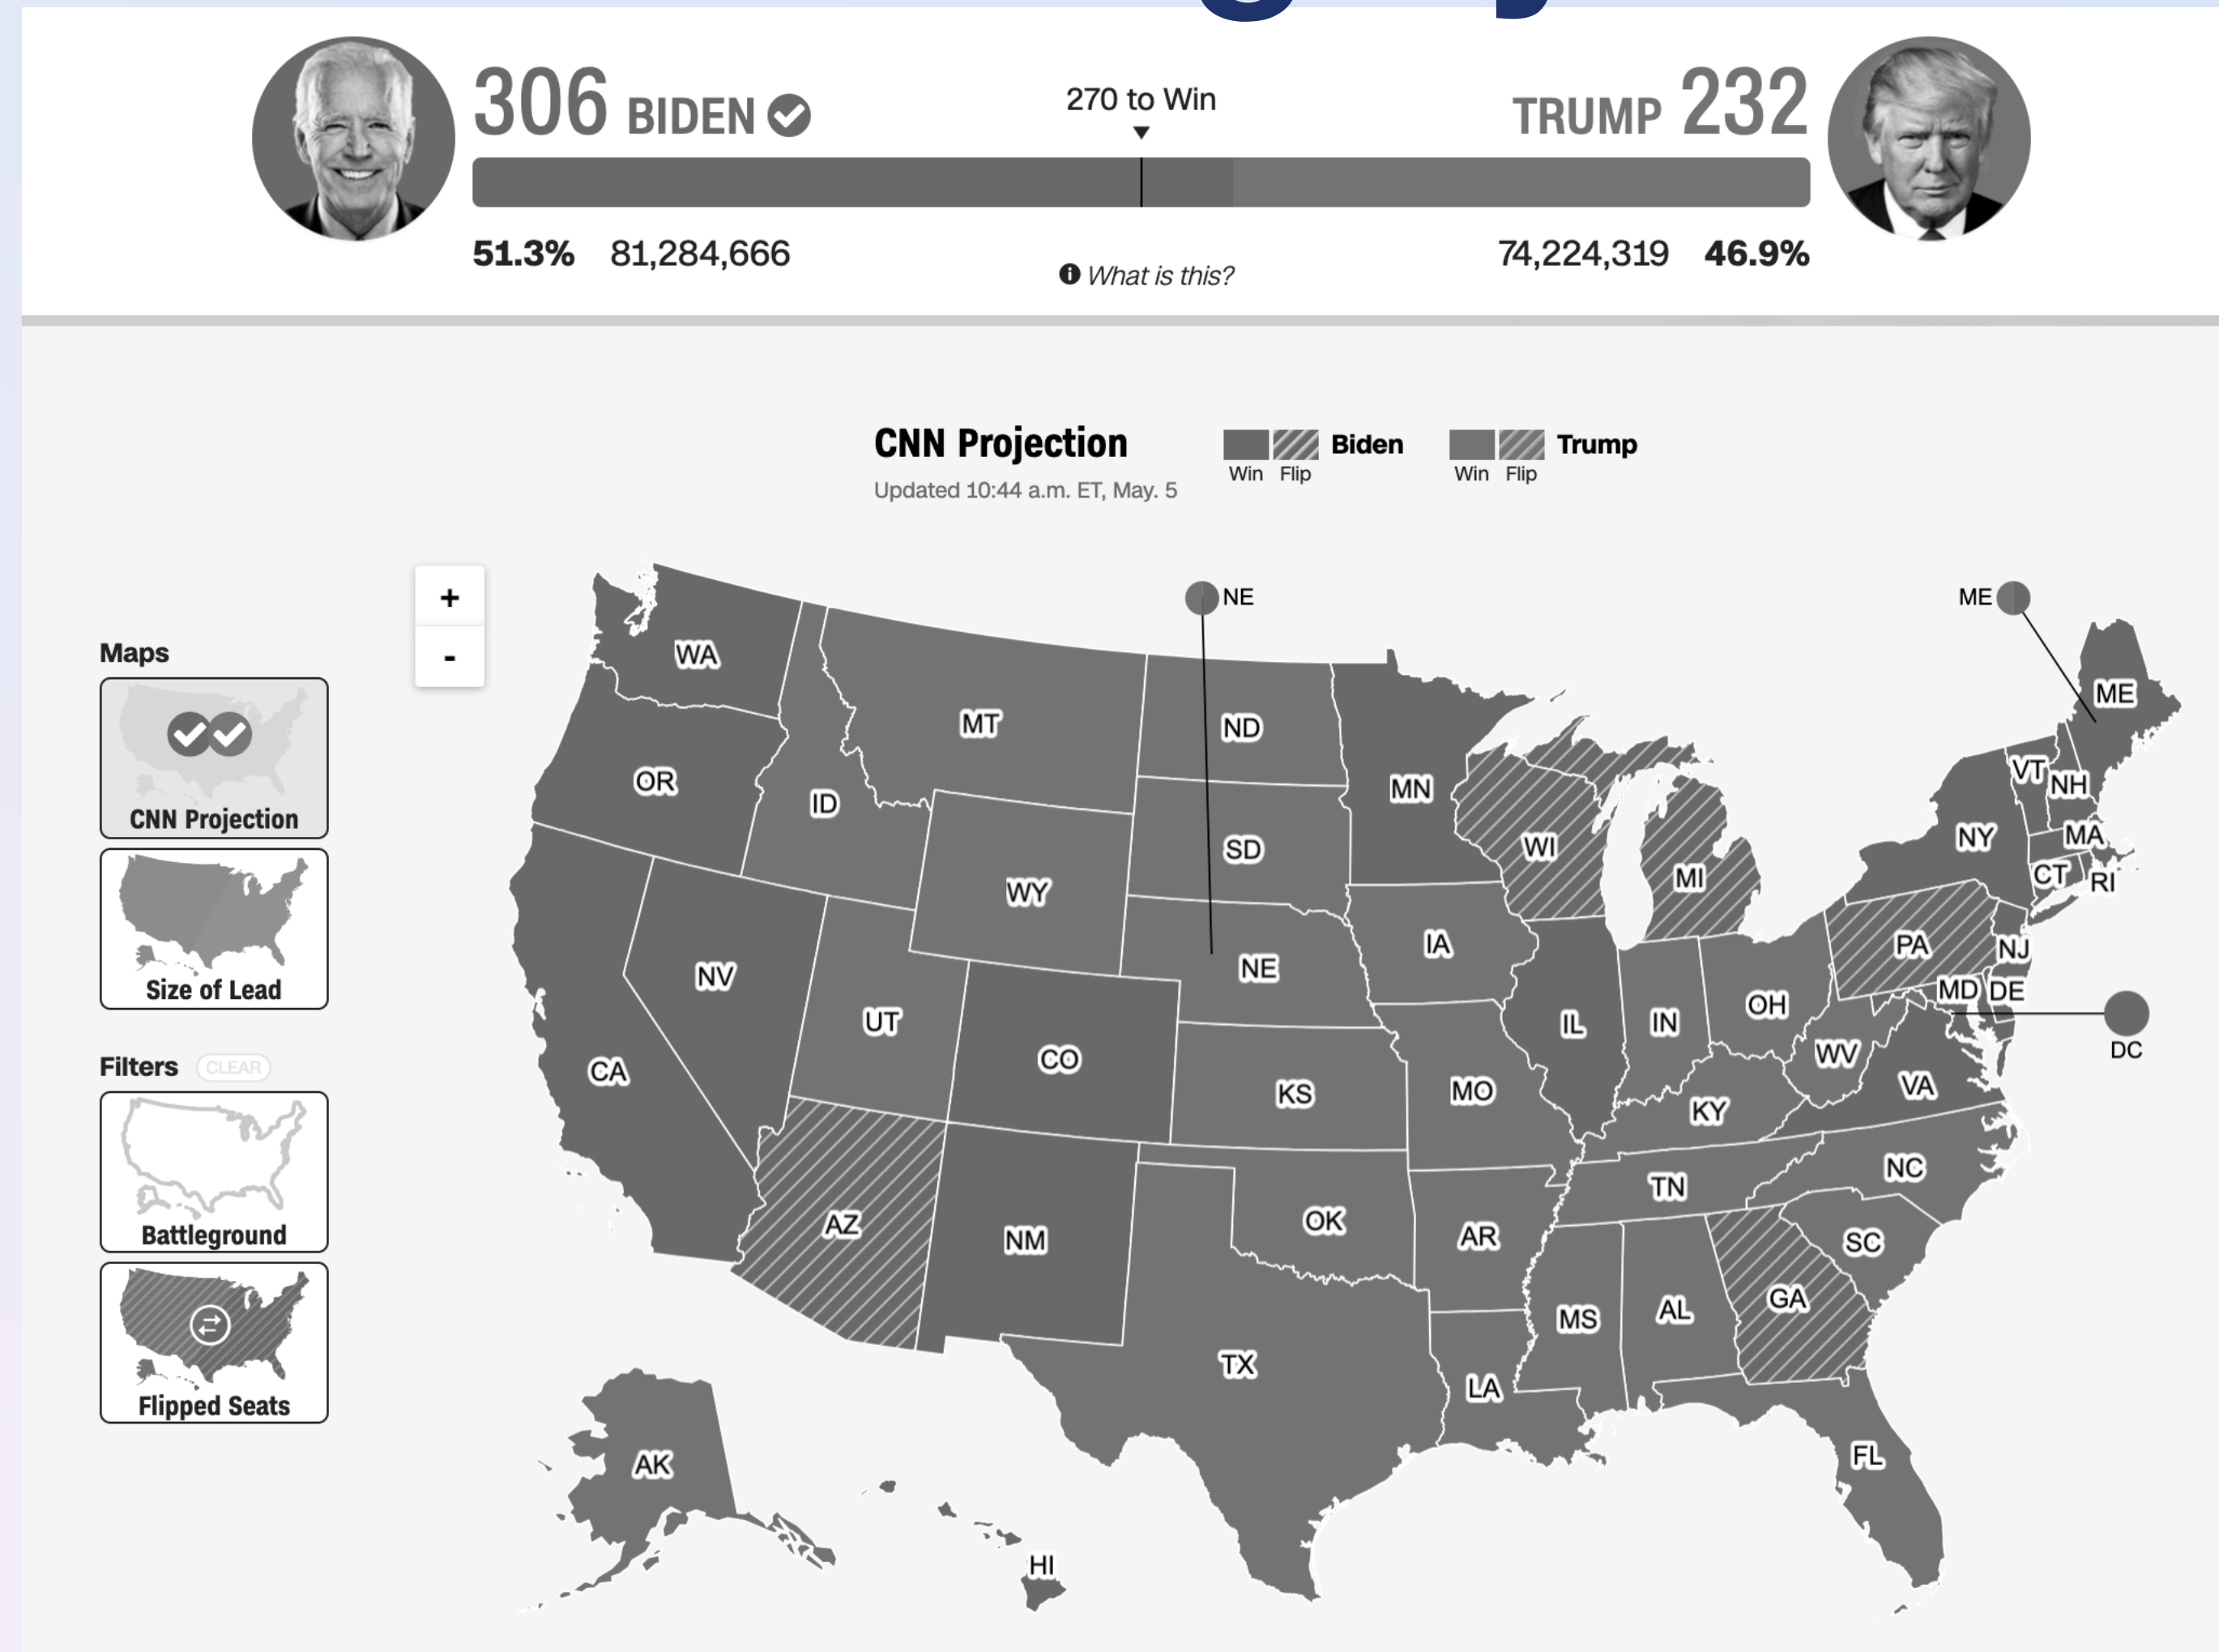 306 BIDEN
270 to Win
TRUMP 232
51.3% 81,284,666
What is this?
74,224,319 46.9%
CNN Projection
Updated 10:44 a.m. ET, May. 5
Biden
Win Flip
Trump
Win Flip
+
-
Maps
CNN Projection
Size of Lead
Filters CLEAR
Battleground
Flipped Seats
NE
ME
WA
MT
ND
ME
OR
ID
MN
VT
NH
WY
SD
WI
MI
NY
MA
CT
RI
NV
NE
IA
PA
NJ
UT
CO
IL
IN
OH
MD
DE
DC
CA
KS
MO
WV
VA
KY
AZ
NM
OK
AR
TN
NC
SC
TX
LA
MS
AL
GA
AK
HI
FL